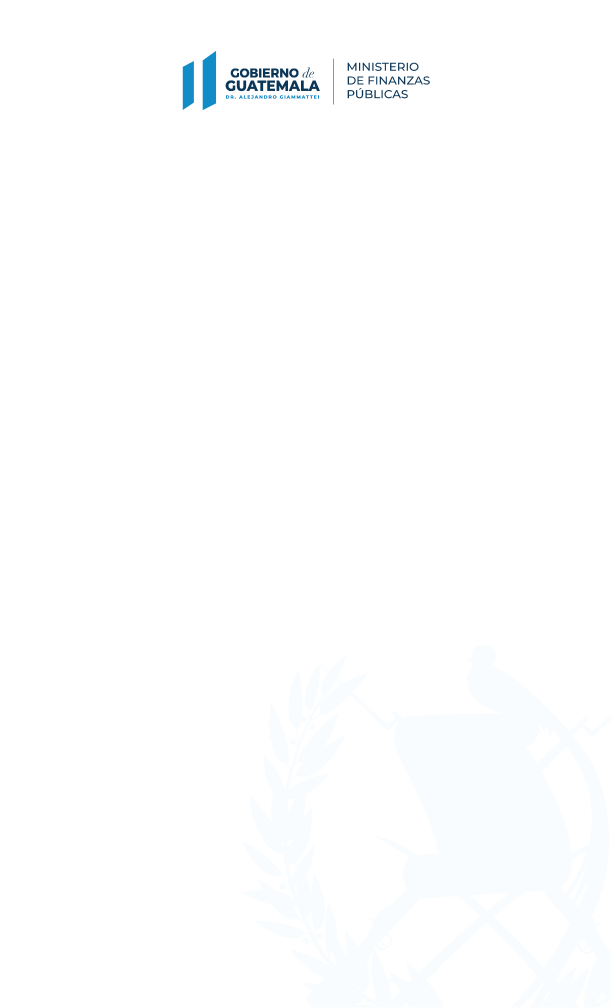 GOBIERNO de
GUATEMALA
DR. ALEJANDRO GIAMMATTEI
MINISTERIO
DE FINANZAS
PÚBLICAS